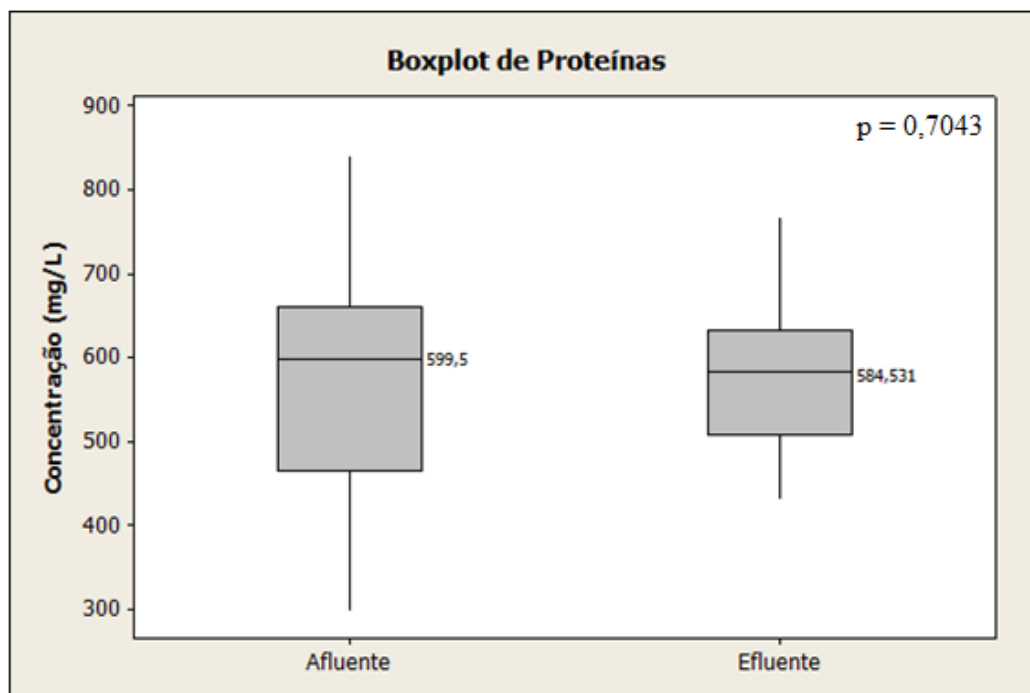 Boxplot de Proteínas
p = 0,7043
Concentração (mg/L)
900
800
700
600
500
400
300
599,5
584,531
Afluente
Efluente